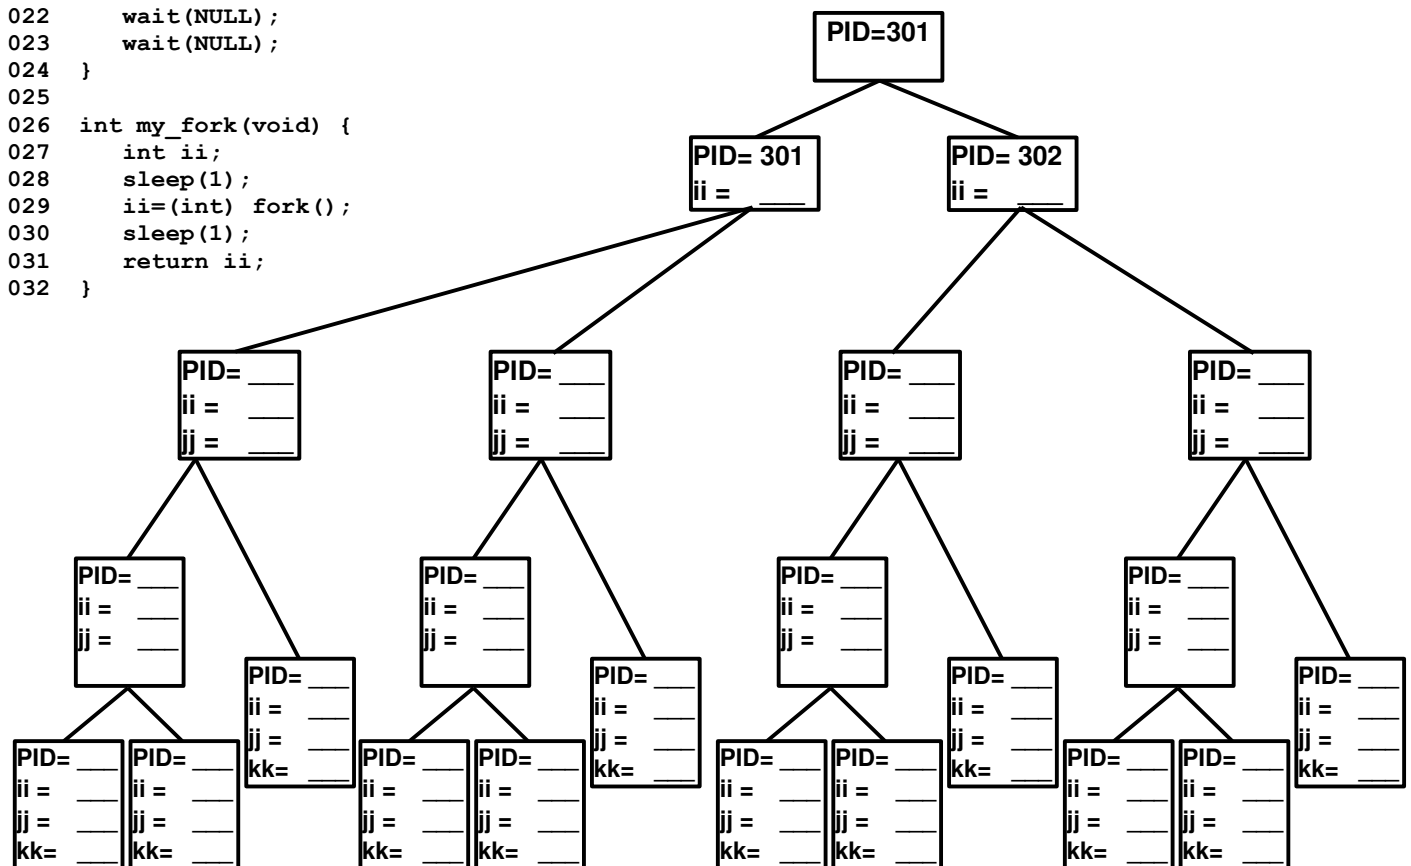 022 wait(NULL);
023 wait(NULL);
024 }
025
026 int my_fork(void) {
027 int ii;
028 sleep(1);
029 ii=(int) fork();
030 sleep(1);
031 return ii;
032 }
PID=301
PID= 301
ii = ___
PID= 302
ii = ___
PID= ___
ii = ___
jj = ___
PID= ___
ii = ___
jj = ___
PID= ___
ii = ___
jj = ___
PID= ___
ii = ___
jj = ___
PID= ___
ii = ___
jj = ___
PID= ___
ii = ___
jj = ___
PID= ___
ii = ___
jj = ___
PID= ___
ii = ___
jj = ___
PID= ___
ii = ___
jj = ___
kk= ___
PID= ___
ii = ___
jj = ___
kk= ___
PID= ___
ii = ___
jj = ___
kk= ___
PID= ___
ii = ___
jj = ___
kk= ___
PID= ___
ii = ___
jj = ___
kk= ___
PID= ___
ii = ___
jj = ___
kk= ___
PID= ___
ii = ___
jj = ___
kk= ___
PID= ___
ii = ___
jj = ___
kk= ___
PID= ___
ii = ___
jj = ___
kk= ___
PID= ___
ii = ___
jj = ___
kk= ___
PID= ___
ii = ___
jj = ___
kk= ___
PID= ___
ii = ___
jj = ___
kk= ___